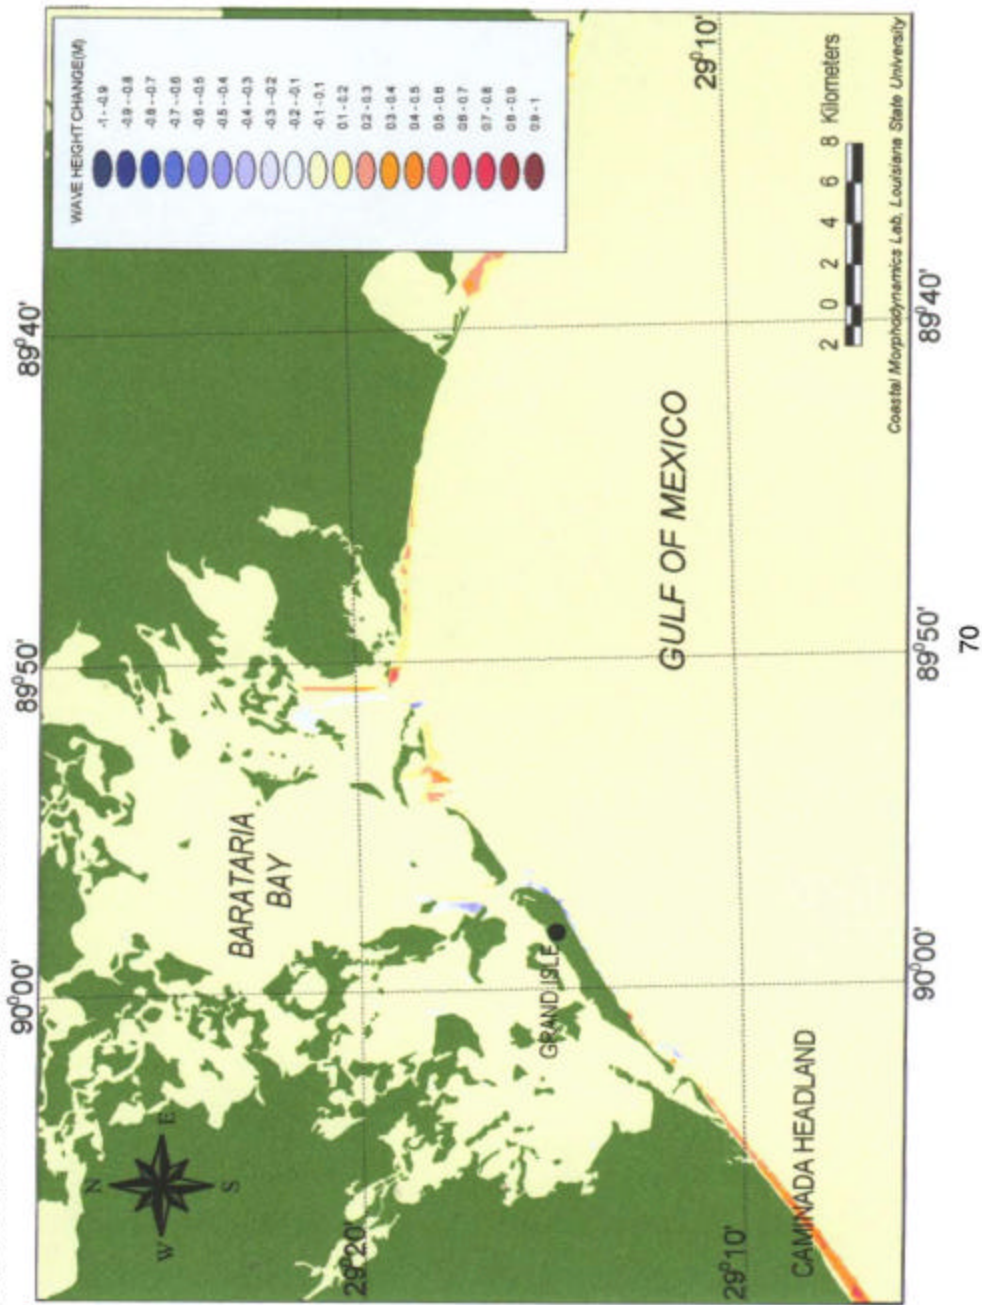 WAVE HEIGHT CHANGE(M)
-1 - -0.9
-0.9 - -0.8
-0.8 - -0.7
-0.7 - -0.6
-0.6 - -0.5
-0.5 - -0.4
-0.4 - -0.3
-0.3 - -0.2
-0.2 - -0.1
-0.1 - 0.1
0.1 - 0.2
0.2 - 0.3
0.3 - 0.4
0.4 - 0.5
0.5 - 0.6
0.6 - 0.7
0.7 - 0.8
0.8 - 0.9
0.9 - 1
90°00'
89°50'
89°40'
N
W
E
S
BARATARIA
BAY
29°20'
GRAND ISLE
GULF OF MEXICO
29°10'
29°10'
CAMINADA HEADLAND
2 0 2 4 6 8 Kilometers
Coastal Morphodynamics Lab, Louisiana State University
90°00'
89°50'
89°40'
70